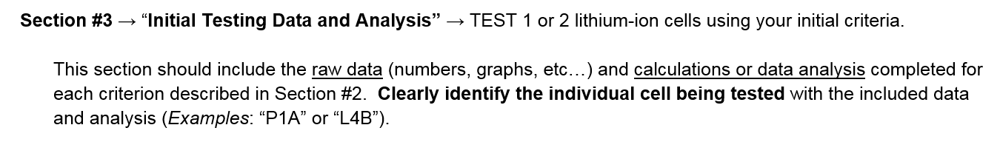 Section #3 → “Initial Testing Data and Analysis” → TEST 1 or 2 lithium-ion cells using your initial criteria.
This section should include the raw data (numbers, graphs, etc…) and calculations or data analysis completed for
each criterion described in Section #2.  Clearly identify the individual cell being tested with the included data
and analysis (Examples: “P1A” or “L4B”).